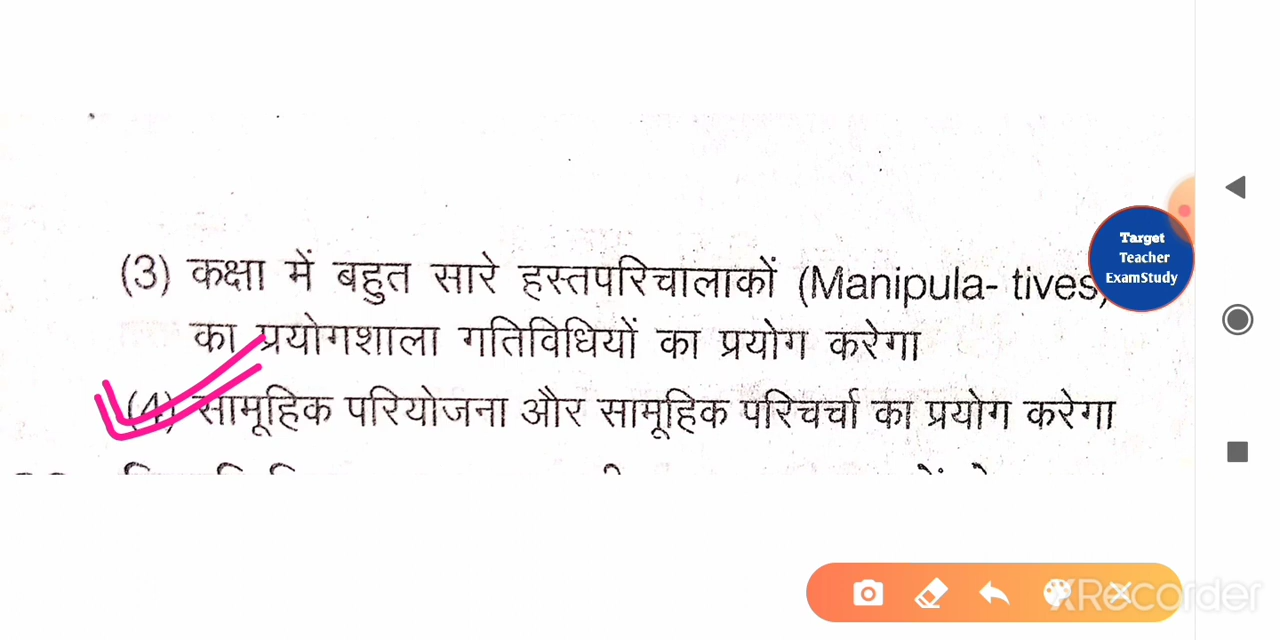 (3) कक्षा में बहुत सारे हस्तपरिचालाकों (Manipula- tives)
का प्रयोगशाला गतिविधियों का प्रयोग करेगा
(4) सामूहिक परियोजना और सामूहिक परिचर्चा का प्रयोग करेगा
Target
Teacher
ExamStudy
XRecorder